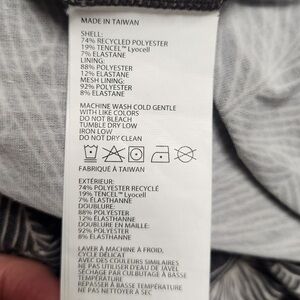 MADE IN TAIWAN
SHELL:
74% RECYCLED POLYESTER
19% TENCEL™ Lyocell
7% ELASTANE
LINING:
88% POLYESTER
12% ELASTANE
MESH LINING:
92% POLYESTER
8% ELASTANE
MACHINE WASH COLD GENTLE
WITH LIKE COLORS
DO NOT BLEACH
TUMBLE DRY LOW
IRON LOW
DO NOT DRY CLEAN
FABRIQUÉ À TAIWAN
EXTÉRIEUR:
74% POLYESTER RECYCLÉ
19% TENCEL™ Lyocell
7% ÉLASTHANNE
DOUBLURE:
88% POLYESTER
12% ÉLASTHANNE
DOUBLURE EN MAILLE:
92% POLYESTER
8% ÉLASTHANNE
LAVER À MACHINE À FROID,
CYCLE DÉLICAT
AVEC DES COULEURS SIMILAIRES
NE PAS UTILISER D'EAU DE JAVEL
SÉCHAGE PAR CULBUTAGE À BASSE
TEMPÉRATURE
REPASSER À BASSE TEMPÉRATURE
NE PAS NETTOYER À SEC